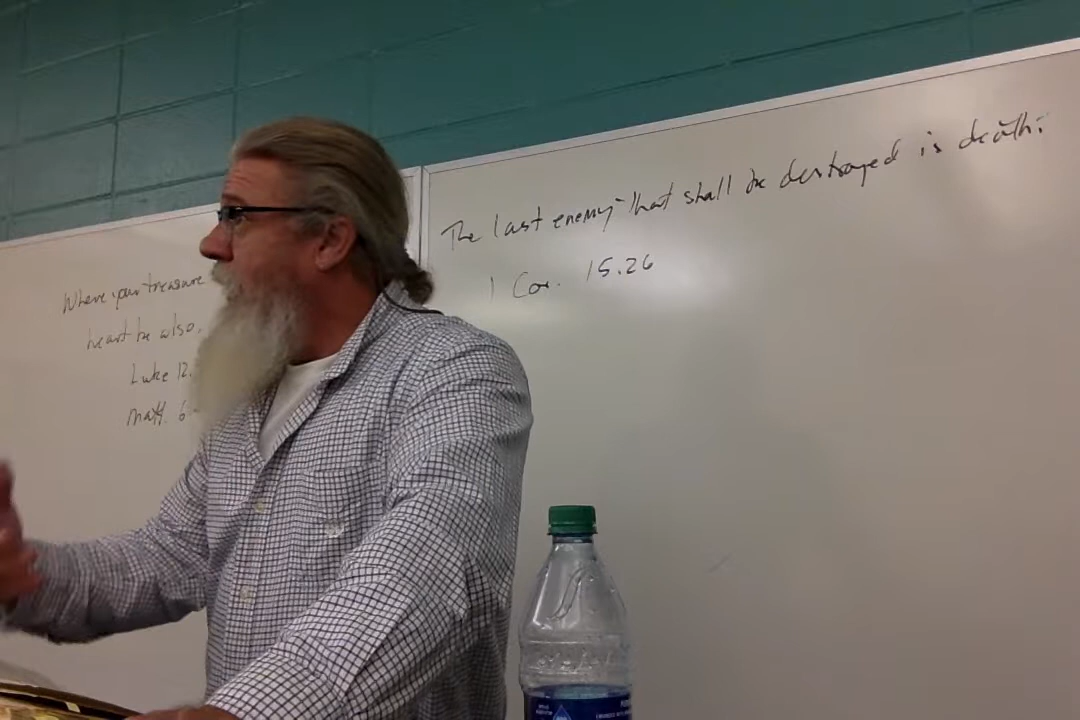 Where your treasure
heart be also.
Luke 12.
Matt. 6
The last enemy that shall be destroyed is death.
1 Cor. 15.26